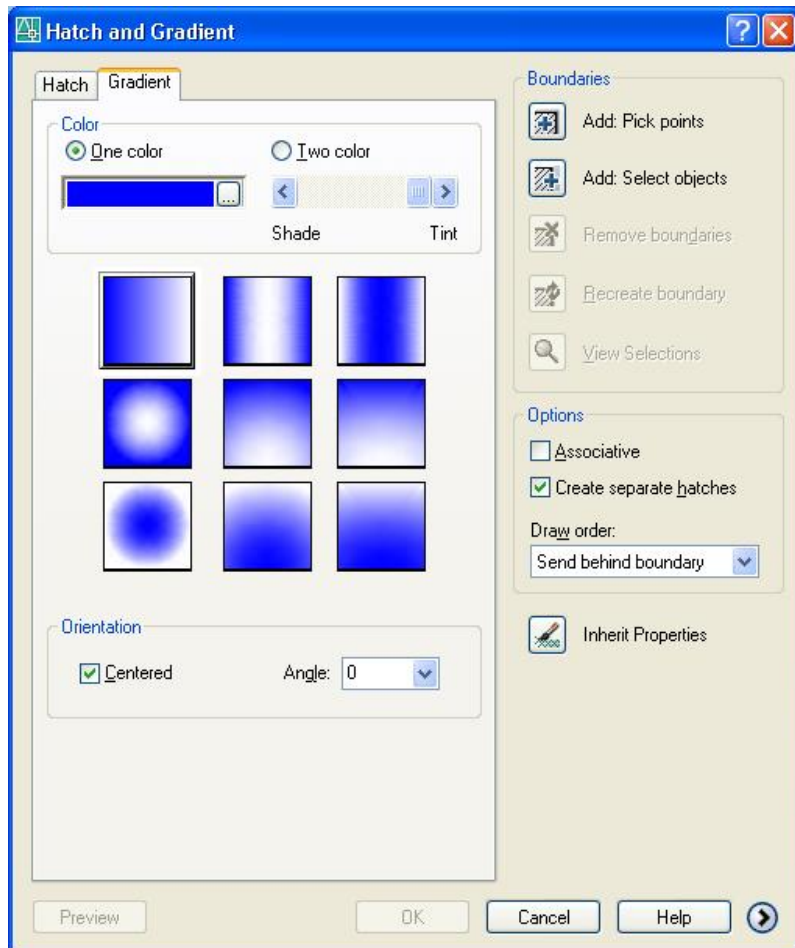 Hatch and Gradient
Hatch
Gradient
Color
One color
Two color
...
Shade
Tint
Orientation
Centered
Angle:
0
Boundaries
Add: Pick points
Add: Select objects
Remove boundaries
Recreate boundary
View Selections
Options
Associative
Create separate hatches
Draw order:
Send behind boundary
Inherit Properties
Preview
OK
Cancel
Help